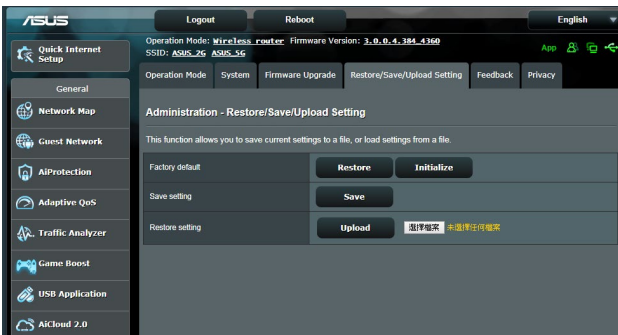 ASUS
Logout
Reboot
English
Quick Internet Setup
Operation Mode: Wireless router Firmware Version: 3.0.0.4.384_4360
SSID: ASUS_2G ASUS_5G
App
General
Network Map
Guest Network
AiProtection
Adaptive QoS
Traffic Analyzer
Game Boost
USB Application
AiCloud 2.0
Operation Mode
System
Firmware Upgrade
Restore/Save/Upload Setting
Feedback
Privacy
Administration - Restore/Save/Upload Setting
This function allows you to save current settings to a file, or load settings from a file.
Factory default
Restore
Initialize
Save setting
Save
Restore setting
Upload
選擇檔案 未選擇任何檔案